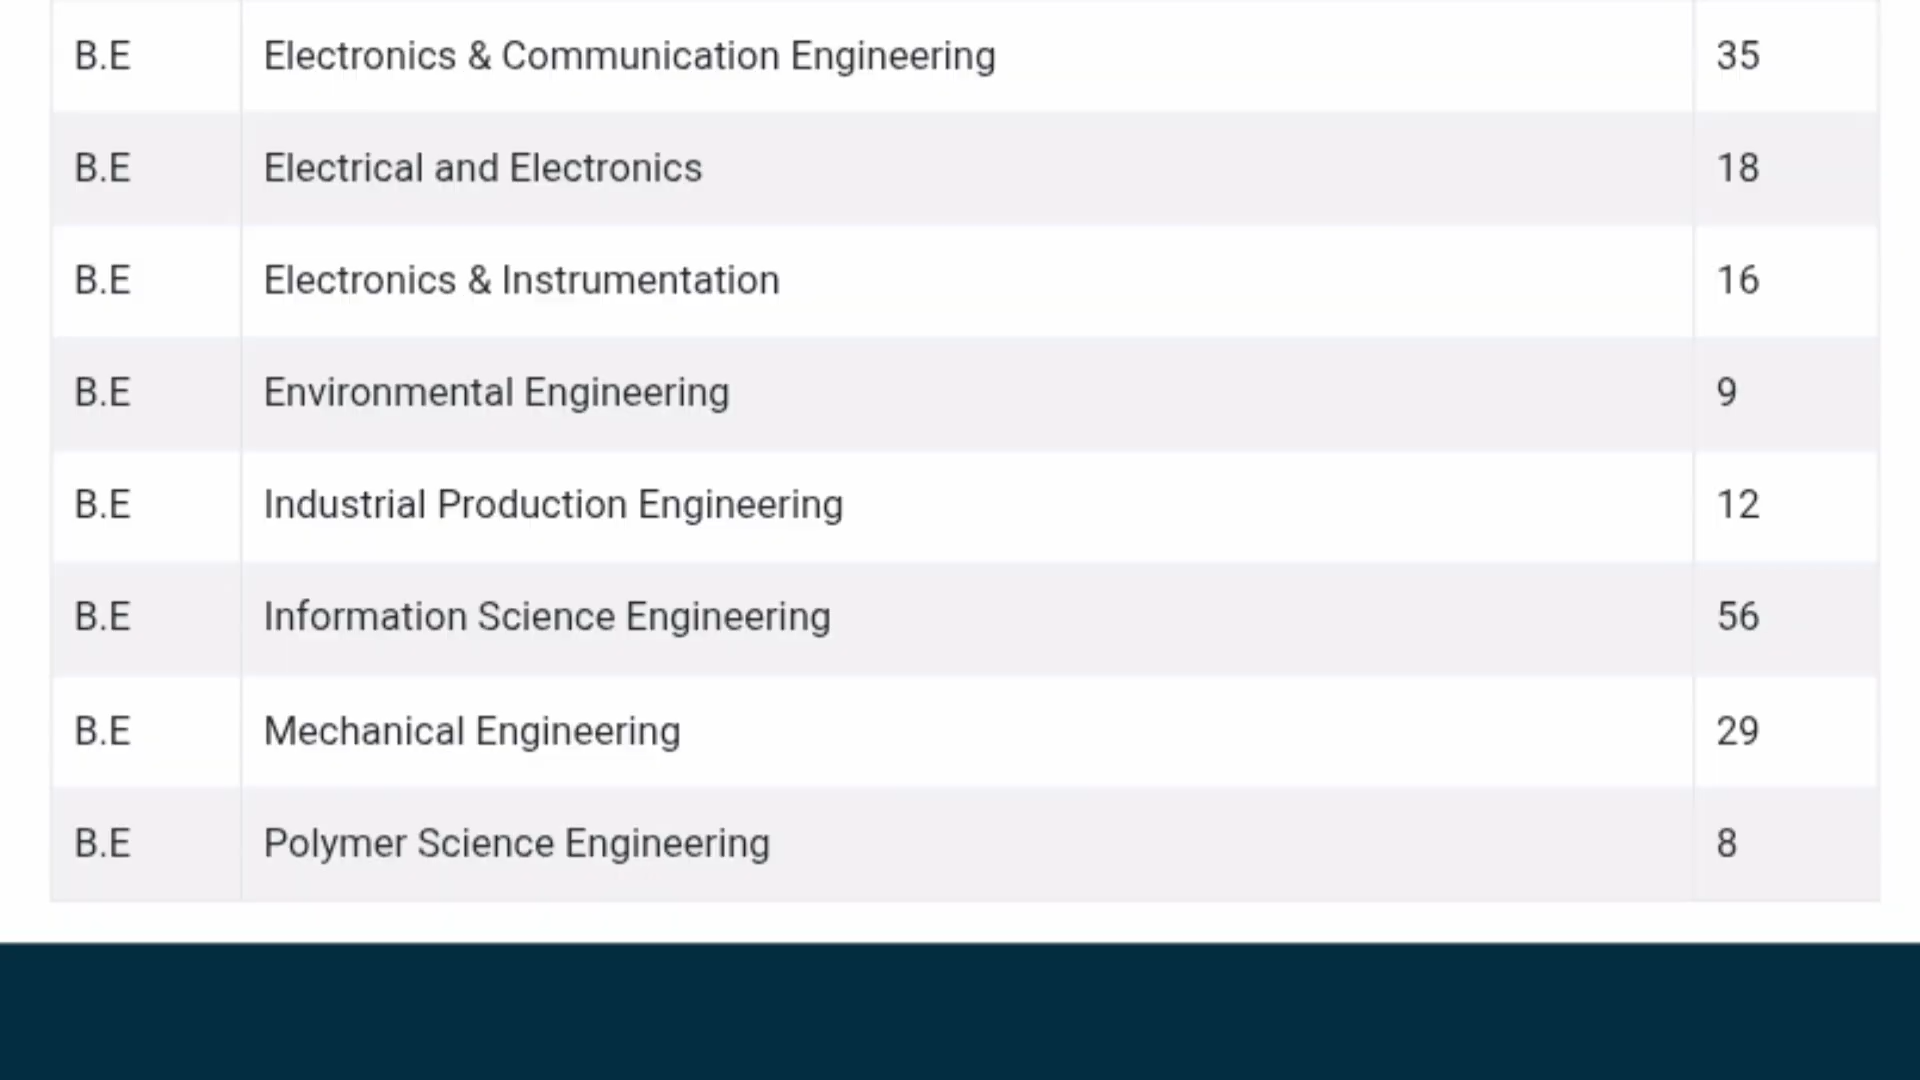 B.E Electronics & Communication Engineering 35
B.E Electrical and Electronics 18
B.E Electronics & Instrumentation 16
B.E Environmental Engineering 9
B.E Industrial Production Engineering 12
B.E Information Science Engineering 56
B.E Mechanical Engineering 29
B.E Polymer Science Engineering 8